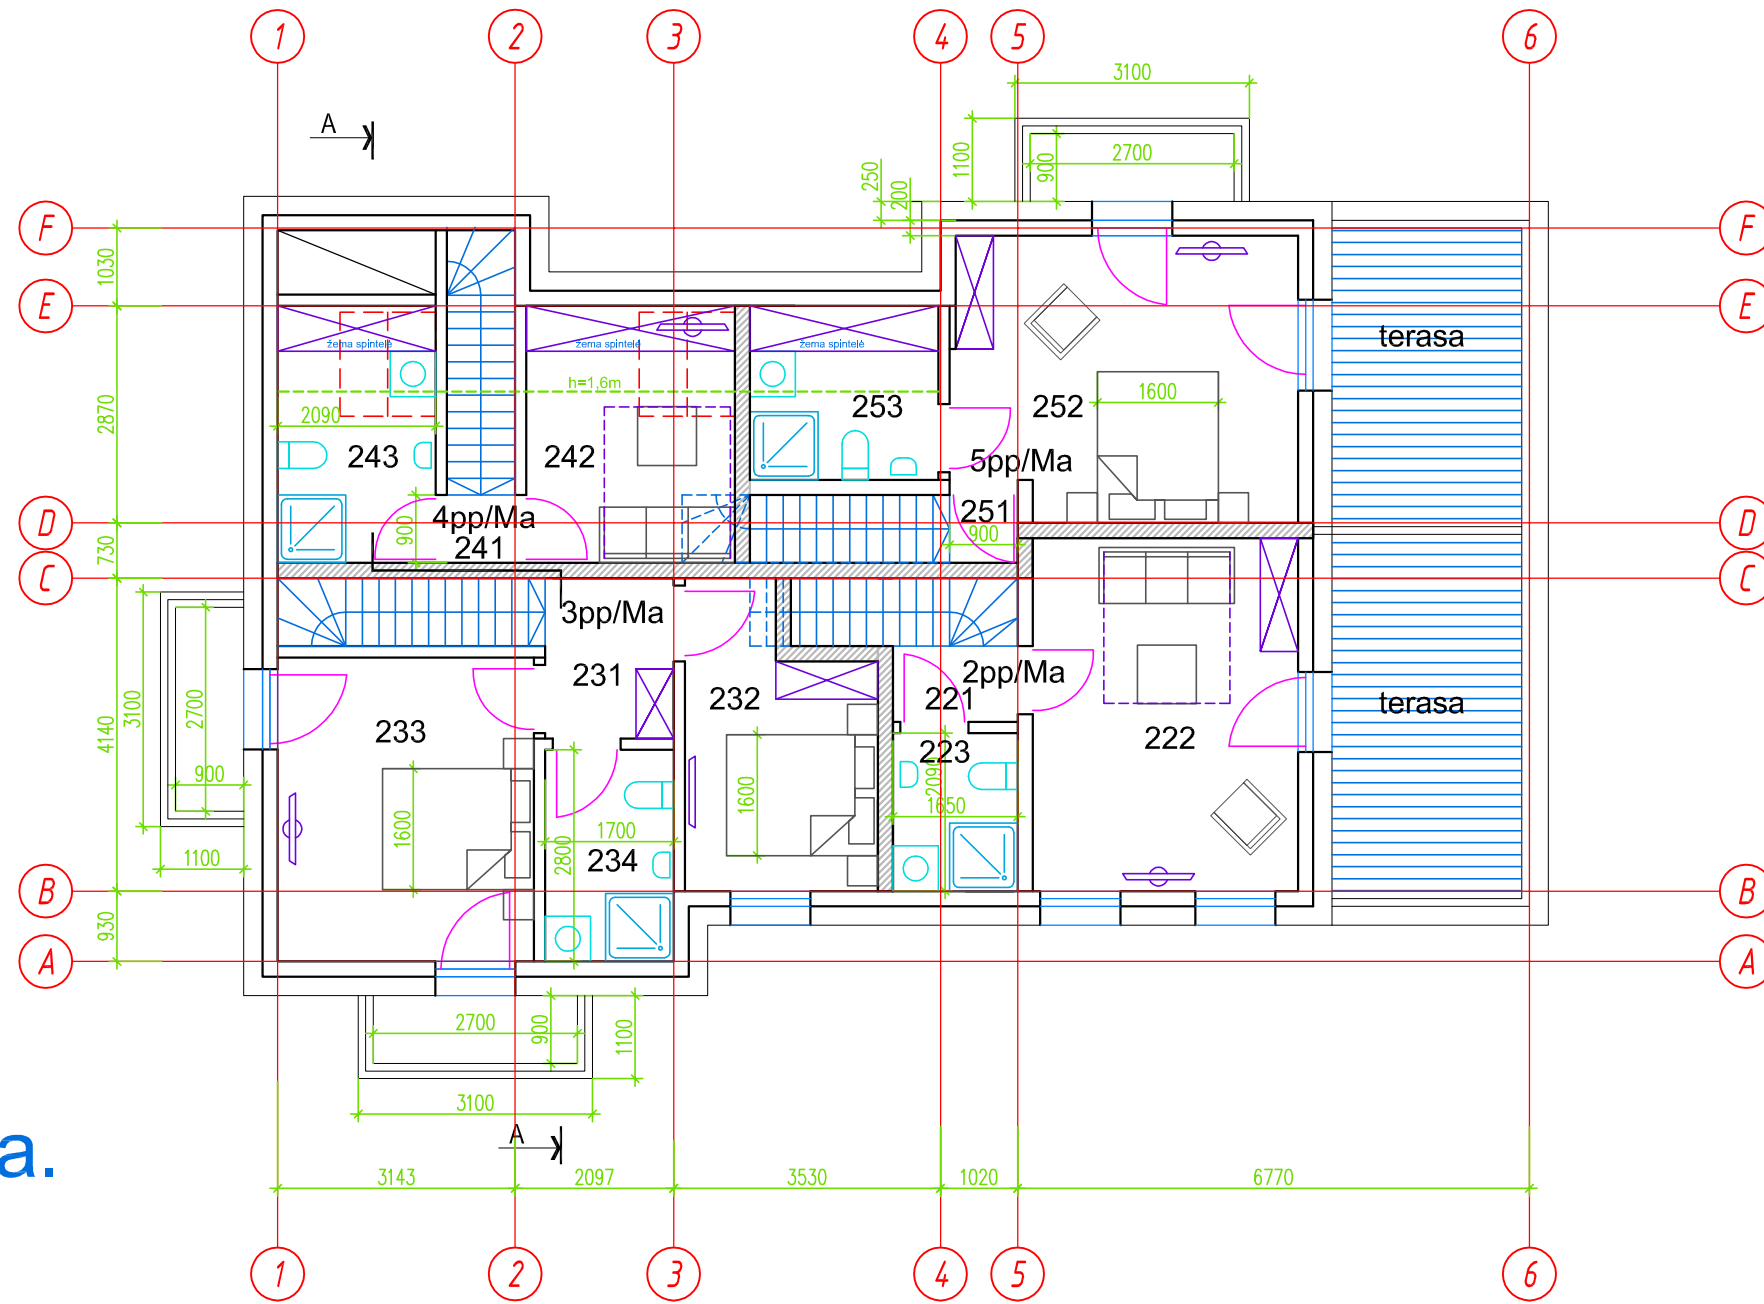 1 2 3 4 5 6
3100
A
1100
900
2700
250
200
F F
1030
E E
terasa
žema spintelė žema spintelė žema spintelė
h=1,6m
2090
1600
2870
253 252
243 242
5pp/Ma
4pp/Ma
251
D D
900
241
900
730
C C
3pp/Ma
2pp/Ma
231
232
221
terasa
3100
2700
4140
233
222
223
900
2090
1600
1600
1650
1700
234
2800
1100
B B
930
A A
2700
900
1100
3100
A
a.
3143 2097 3530 1020 6770
1 2 3 4 5 6